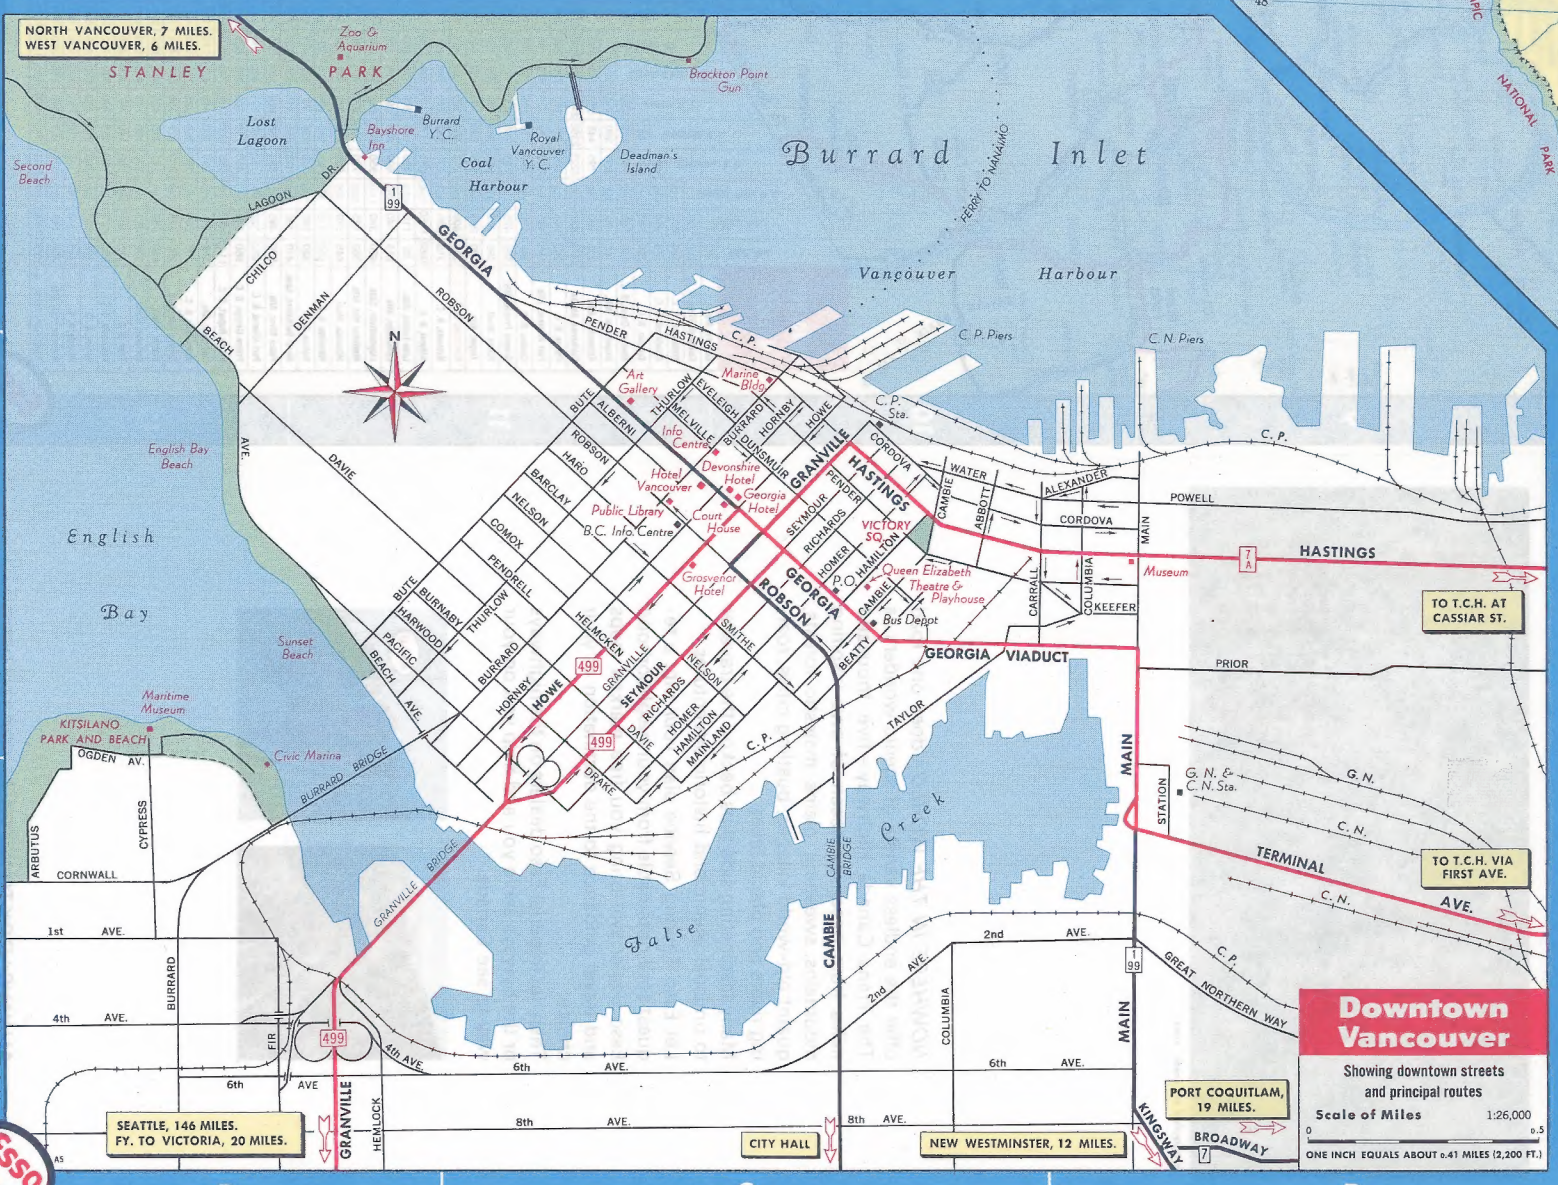 NORTH VANCOUVER, 7 MILES.
WEST VANCOUVER, 6 MILES.
STANLEY PARK
Zoo &
Aquarium
Brockton Point
Gun
Lost
Lagoon
Burrard
Y. C.
Bayshore
Inn
Royal
Vancouver
Y. C.
Deadman's
Island
Coal
Harbour
Burrard Inlet
FERRY TO NANAIMO
NATIONAL
PARK
48
Second
Beach
LAGOON DR.
1
99
GEORGIA
CHILCO
DENMAN
ROBSON
BEACH
AVE.
N
Vancouver Harbour
PENDER
HASTINGS
C. P.
C. P. Piers
C. N. Piers
Art
Gallery
Marine
Bldg.
BUTE
ALBERNI
THURLOW
EVELEIGH
MELVILLE
BURRARD
HORNBY
HOWE
DUNSMUIR
Info
Centre
C. P.
Sta.
CORDOVA
GRANVILLE
HASTINGS
WATER
ALEXANDER
C. P.
POWELL
CORDOVA
MAIN
CAMBIE
ABBOTT
English Bay
Beach
DAVIE
ROBSON
HARO
BARCLAY
NELSON
COMOX
PENDRELL
Hotel
Vancouver
Devonshire
Hotel
Georgia
Hotel
Public Library
B.C. Info. Centre
Court
House
Grosvenor
Hotel
PENDER
SEYMOUR
RICHARDS
HOMER
HAMILTON
CAMBIE
BEATTY
VICTORY
SQ.
P.O.
Queen Elizabeth
Theatre &
Playhouse
Bus Depot
GEORGIA
ROBSON
7
A
HASTINGS
Museum
CARRALL
COLUMBIA
KEEFER
TO T.C.H. AT
CASSIAR ST.
English
Bay
BUTE
BURNABY
HARWOOD
THURLOW
PACIFIC
BEACH
AVE.
BURRARD
HORNBY
HELMCKEN
499
HOWE
GRANVILLE
SEYMOUR
RICHARDS
SMITHE
NELSON
HOMER
HAMILTON
MAINLAND
DAVIE
499
DRAKE
C. P.
GEORGIA VIADUCT
PRIOR
TAYLOR
Sunset
Beach
Maritime
Museum
KITSILANO
PARK AND BEACH
OGDEN AV.
Civic Marina
BURRARD BRIDGE
ARBUTUS
CYPRESS
CORNWALL
GRANVILLE BRIDGE
CAMBIE
BRIDGE
CAMBIE
False Creek
MAIN
STATION
G. N. &
C. N. Sta.
G. N.
C. N.
TERMINAL AVE.
C. N.
TO T.C.H. VIA
FIRST AVE.
1st AVE.
BURRARD
4th AVE.
FIR
499
4th AVE.
6th AVE
6th AVE.
2nd AVE.
2nd AVE.
COLUMBIA
6th AVE.
1
99
MAIN
C. P.
GREAT NORTHERN WAY
GRANVILLE
HEMLOCK
8th AVE.
8th AVE.
SEATTLE, 146 MILES.
FY. TO VICTORIA, 20 MILES.
CITY HALL
NEW WESTMINSTER, 12 MILES.
KINGSWAY
PORT COQUITLAM,
19 MILES.
BROADWAY
7
Downtown
Vancouver
Showing downtown streets
and principal routes
Scale of Miles 1:26,000
0 0.5
ONE INCH EQUALS ABOUT 0.41 MILES (2,200 FT.)
AS